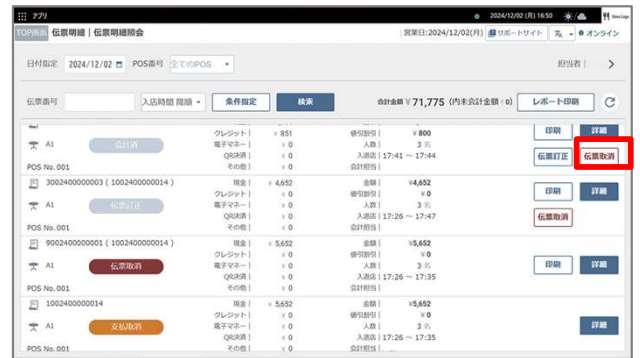 アプリ 2024/12/02 (月) 16:50
TOP画面 伝票明細 | 伝票明細照会 営業日:2024/12/02(月) サポートサイト オンライン
日付指定 2024/12/02 POS番号 全てのPOS 担当者 |
伝票番号 入店時間 降順 条件指定 検索 合計金額 ¥ 71,775 (内未会計金額 : 0) レポート印刷
クレジット | ¥ 851 値引割引 | ¥ 800 印刷 詳細
A1 会計済 電子マネー | ¥ 0 人数 | 3 名
QR決済 | ¥ 0 入退店 | 17:41 ～ 17:44 伝票訂正 伝票取消
POS No.001 その他 | ¥ 0 会計担当 |
3002400000003 ( 1002400000014 ) 現金 | ¥ 4,652 金額 | ¥4,652
クレジット | ¥ 0 値引割引 | ¥ 0 印刷 詳細
A1 伝票訂正 電子マネー | ¥ 0 人数 | 3 名
QR決済 | ¥ 0 入退店 | 17:26 ～ 17:47 伝票取消
POS No.001 その他 | ¥ 0 会計担当 |
9002400000001 ( 1002400000014 ) 現金 | ¥ 5,652 金額 | ¥5,652
クレジット | ¥ 0 値引割引 | ¥ 0
A1 伝票取消 電子マネー | ¥ 0 人数 | 3 名 印刷 詳細
QR決済 | ¥ 0 入退店 | 17:26 ～ 17:35
POS No.001 その他 | ¥ 0 会計担当 |
1002400000014 現金 | ¥ 5,652 金額 | ¥5,652
クレジット | ¥ 0 値引割引 | ¥ 0
A1 支払取消 電子マネー | ¥ 0 人数 | 3 名 詳細
QR決済 | ¥ 0 入退店 | 17:26 ～ 17:35
POS No.001 その他 | ¥ 0